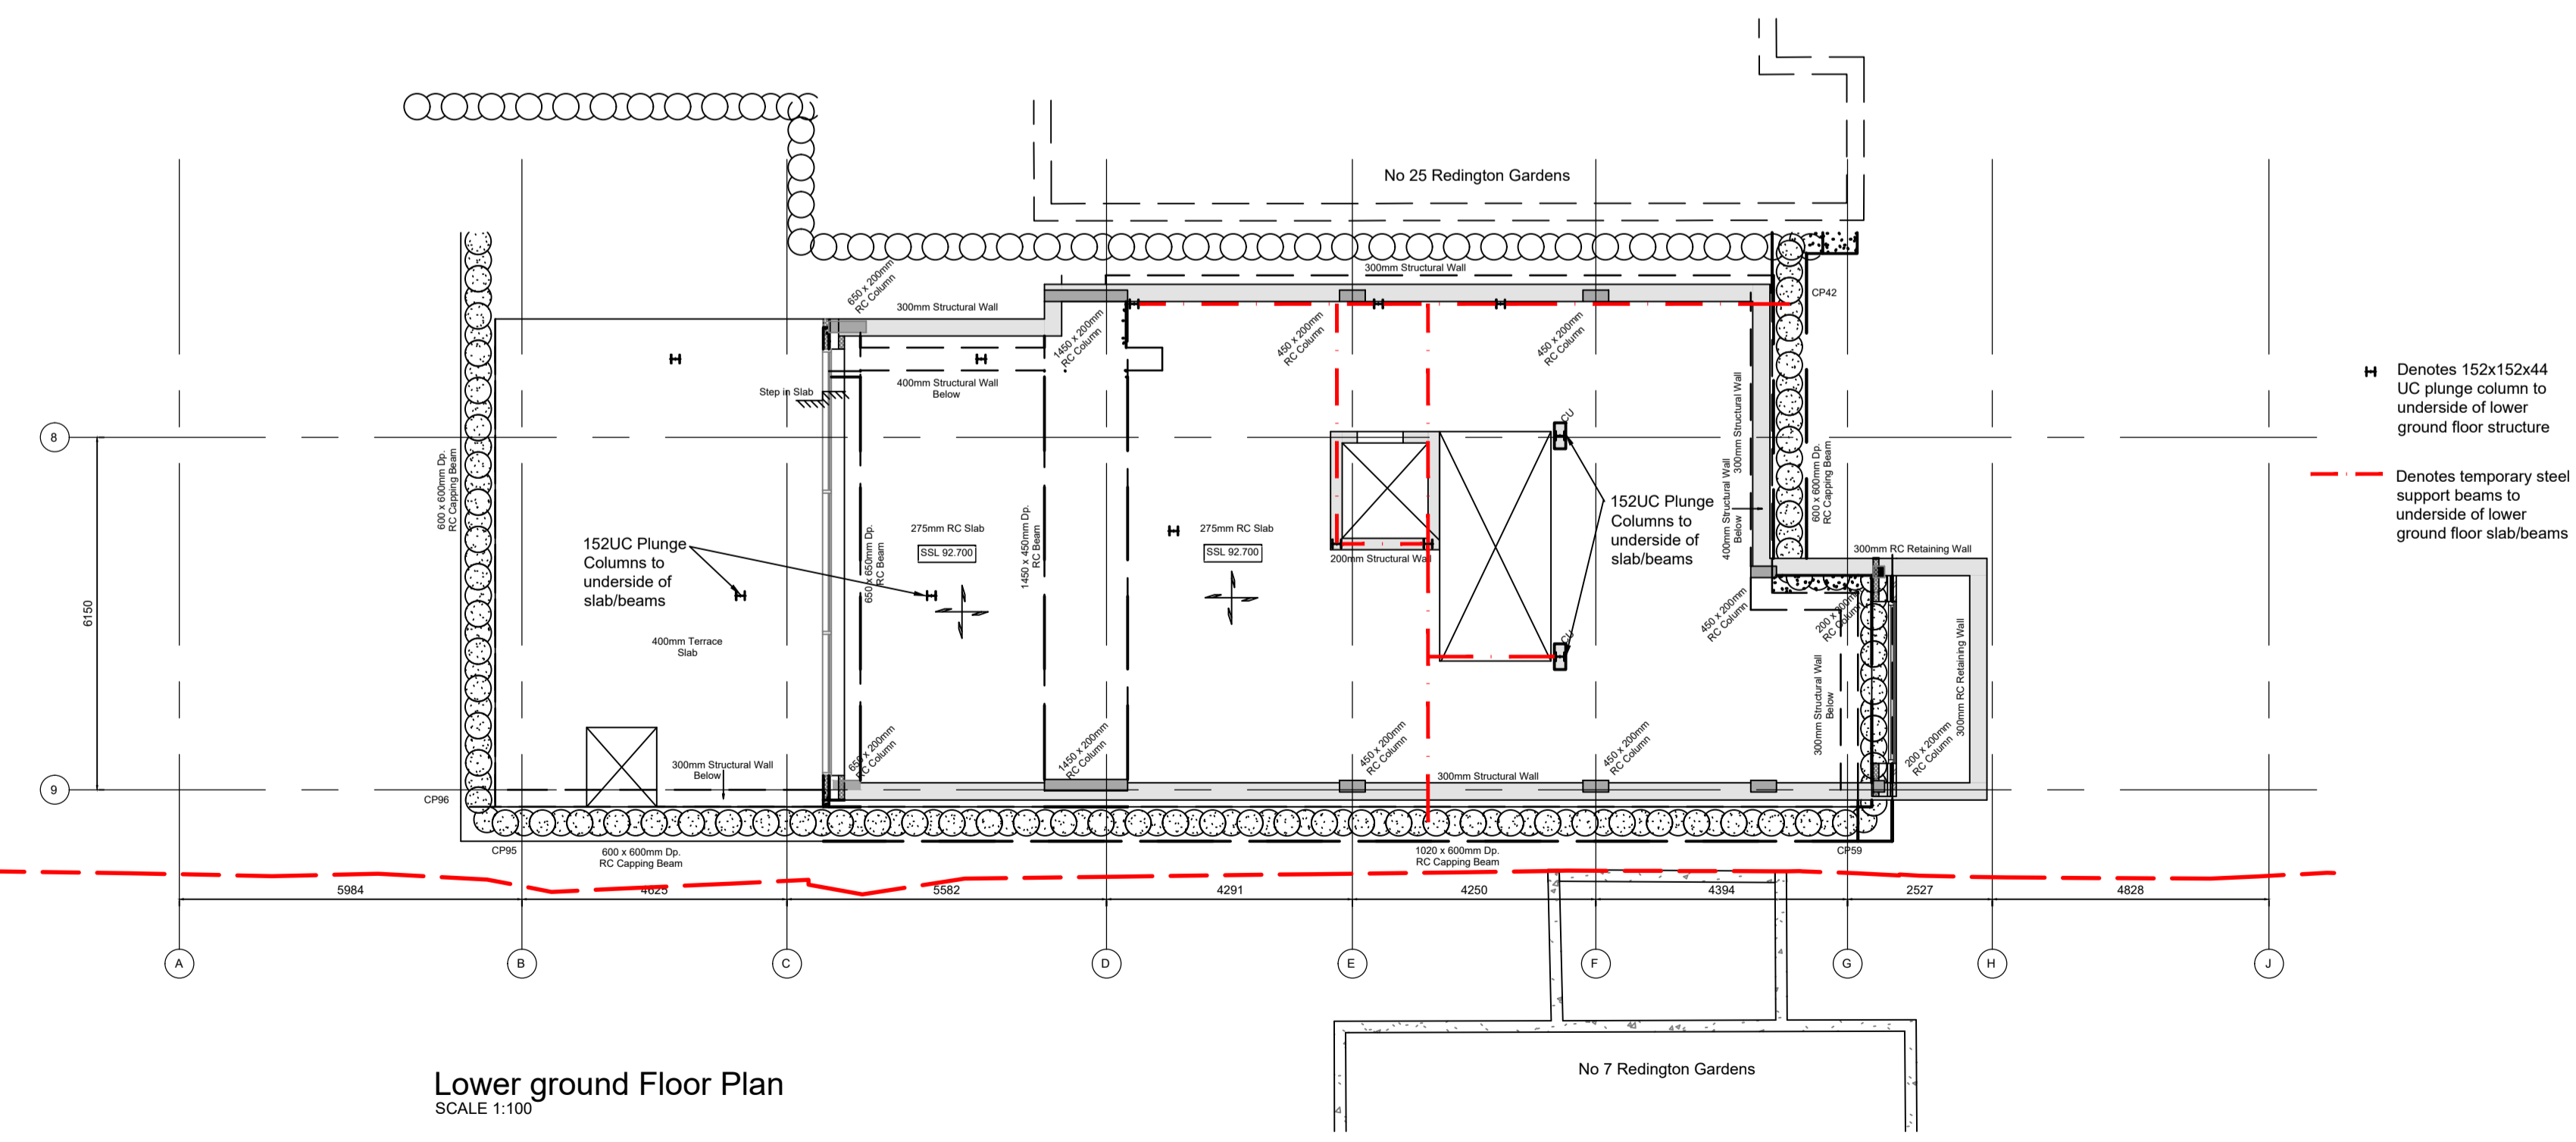 No 25 Redington Gardens
300mm Structural Wall
CP42
650 x 200mm
RC Column
300mm Structural Wall
1450 x 200mm
RC Column
450 x 200mm
RC Column
450 x 200mm
RC Column
Step in Slab
400mm Structural Wall
Below
300mm Structural Wall
400mm Structural Wall
Below
600 x 600mm Dp.
RC Capping Beam
Denotes 152x152x44
UC plunge column to
underside of lower
ground floor structure
Denotes temporary steel
support beams to
underside of lower
ground floor slab/beams
8
CU
600 x 600mm Dp.
RC Capping Beam
152UC Plunge
Columns to
underside of
slab/beams
650 x 650mm Dp.
RC Beam
275mm RC Slab
SSL 92.700
1450 x 450mm Dp.
RC Beam
275mm RC Slab
SSL 92.700
200mm Structural Wall
152UC Plunge
Columns to
underside of
slab/beams
300mm RC Retaining Wall
6150
400mm Terrace
Slab
CU
450 x 200mm
RC Column
200 x 200mm
RC Column
300mm Structural Wall
Below
300mm RC Retaining Wall
300mm Structural Wall
Below
650 x 200mm
RC Column
1450 x 200mm
RC Column
450 x 200mm
RC Column
300mm Structural Wall
450 x 200mm
RC Column
200 x 200mm
RC Column
9
CP96
CP95
600 x 600mm Dp.
RC Capping Beam
1020 x 600mm Dp.
RC Capping Beam
CP59
5984
4625
5582
4291
4250
4394
2527
4828
A
B
C
D
E
F
G
H
J
No 7 Redington Gardens
Lower ground Floor Plan
SCALE 1:100